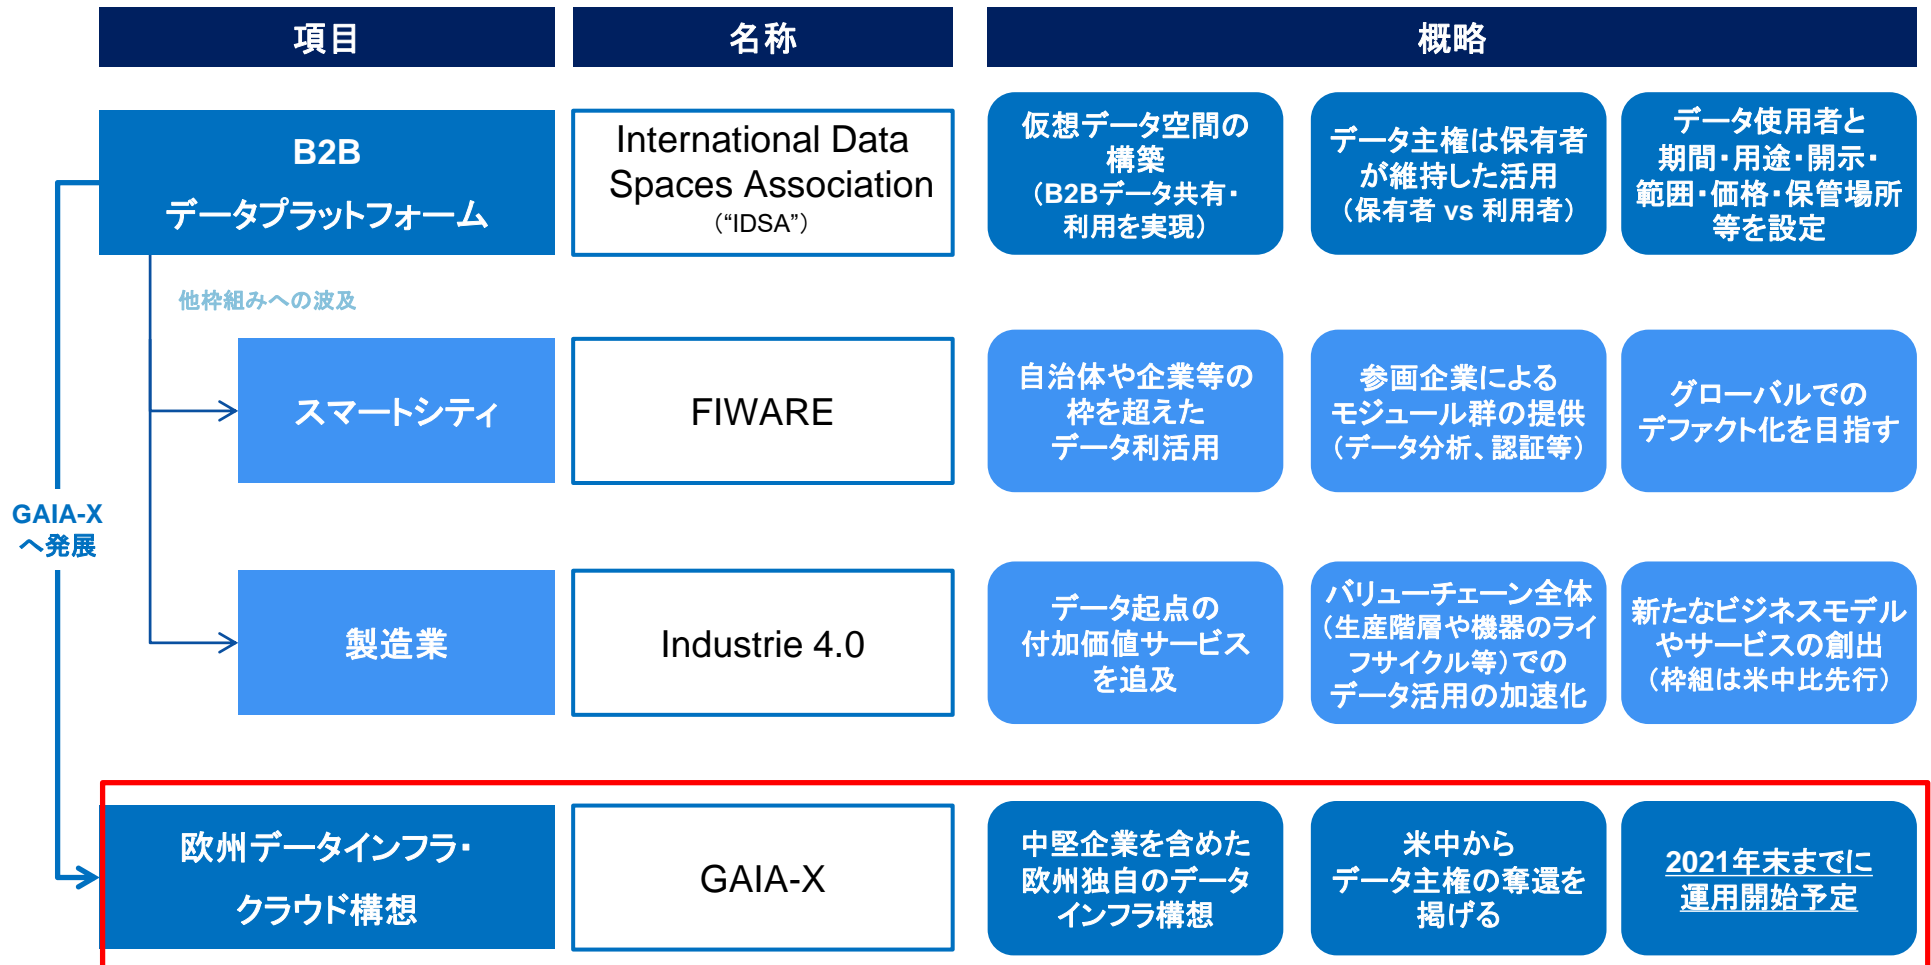 項目
名称
概略
B2B
データプラットフォーム
International Data
Spaces Association
（“IDSA”）
仮想データ空間の
構築
（B2Bデータ共有・
利用を実現）
データ主権は保有者
が維持した活用
（保有者 vs 利用者）
データ使用者と
期間・用途・開示・
範囲・価格・保管場所
等を設定
他枠組みへの波及
スマートシティ
FIWARE
自治体や企業等の
枠を超えた
データ利活用
参画企業による
モジュール群の提供
（データ分析、認証等）
グローバルでの
デファクト化を目指す
GAIA-X
へ発展
製造業
Industrie 4.0
データ起点の
付加価値サービス
を追及
バリューチェーン全体
（生産階層や機器のライ
フサイクル等）での
データ活用の加速化
新たなビジネスモデル
やサービスの創出
（枠組は米中比先行）
欧州データインフラ・
クラウド構想
GAIA-X
中堅企業を含めた
欧州独自のデータ
インフラ構想
米中から
データ主権の奪還を
掲げる
2021年末までに
運用開始予定